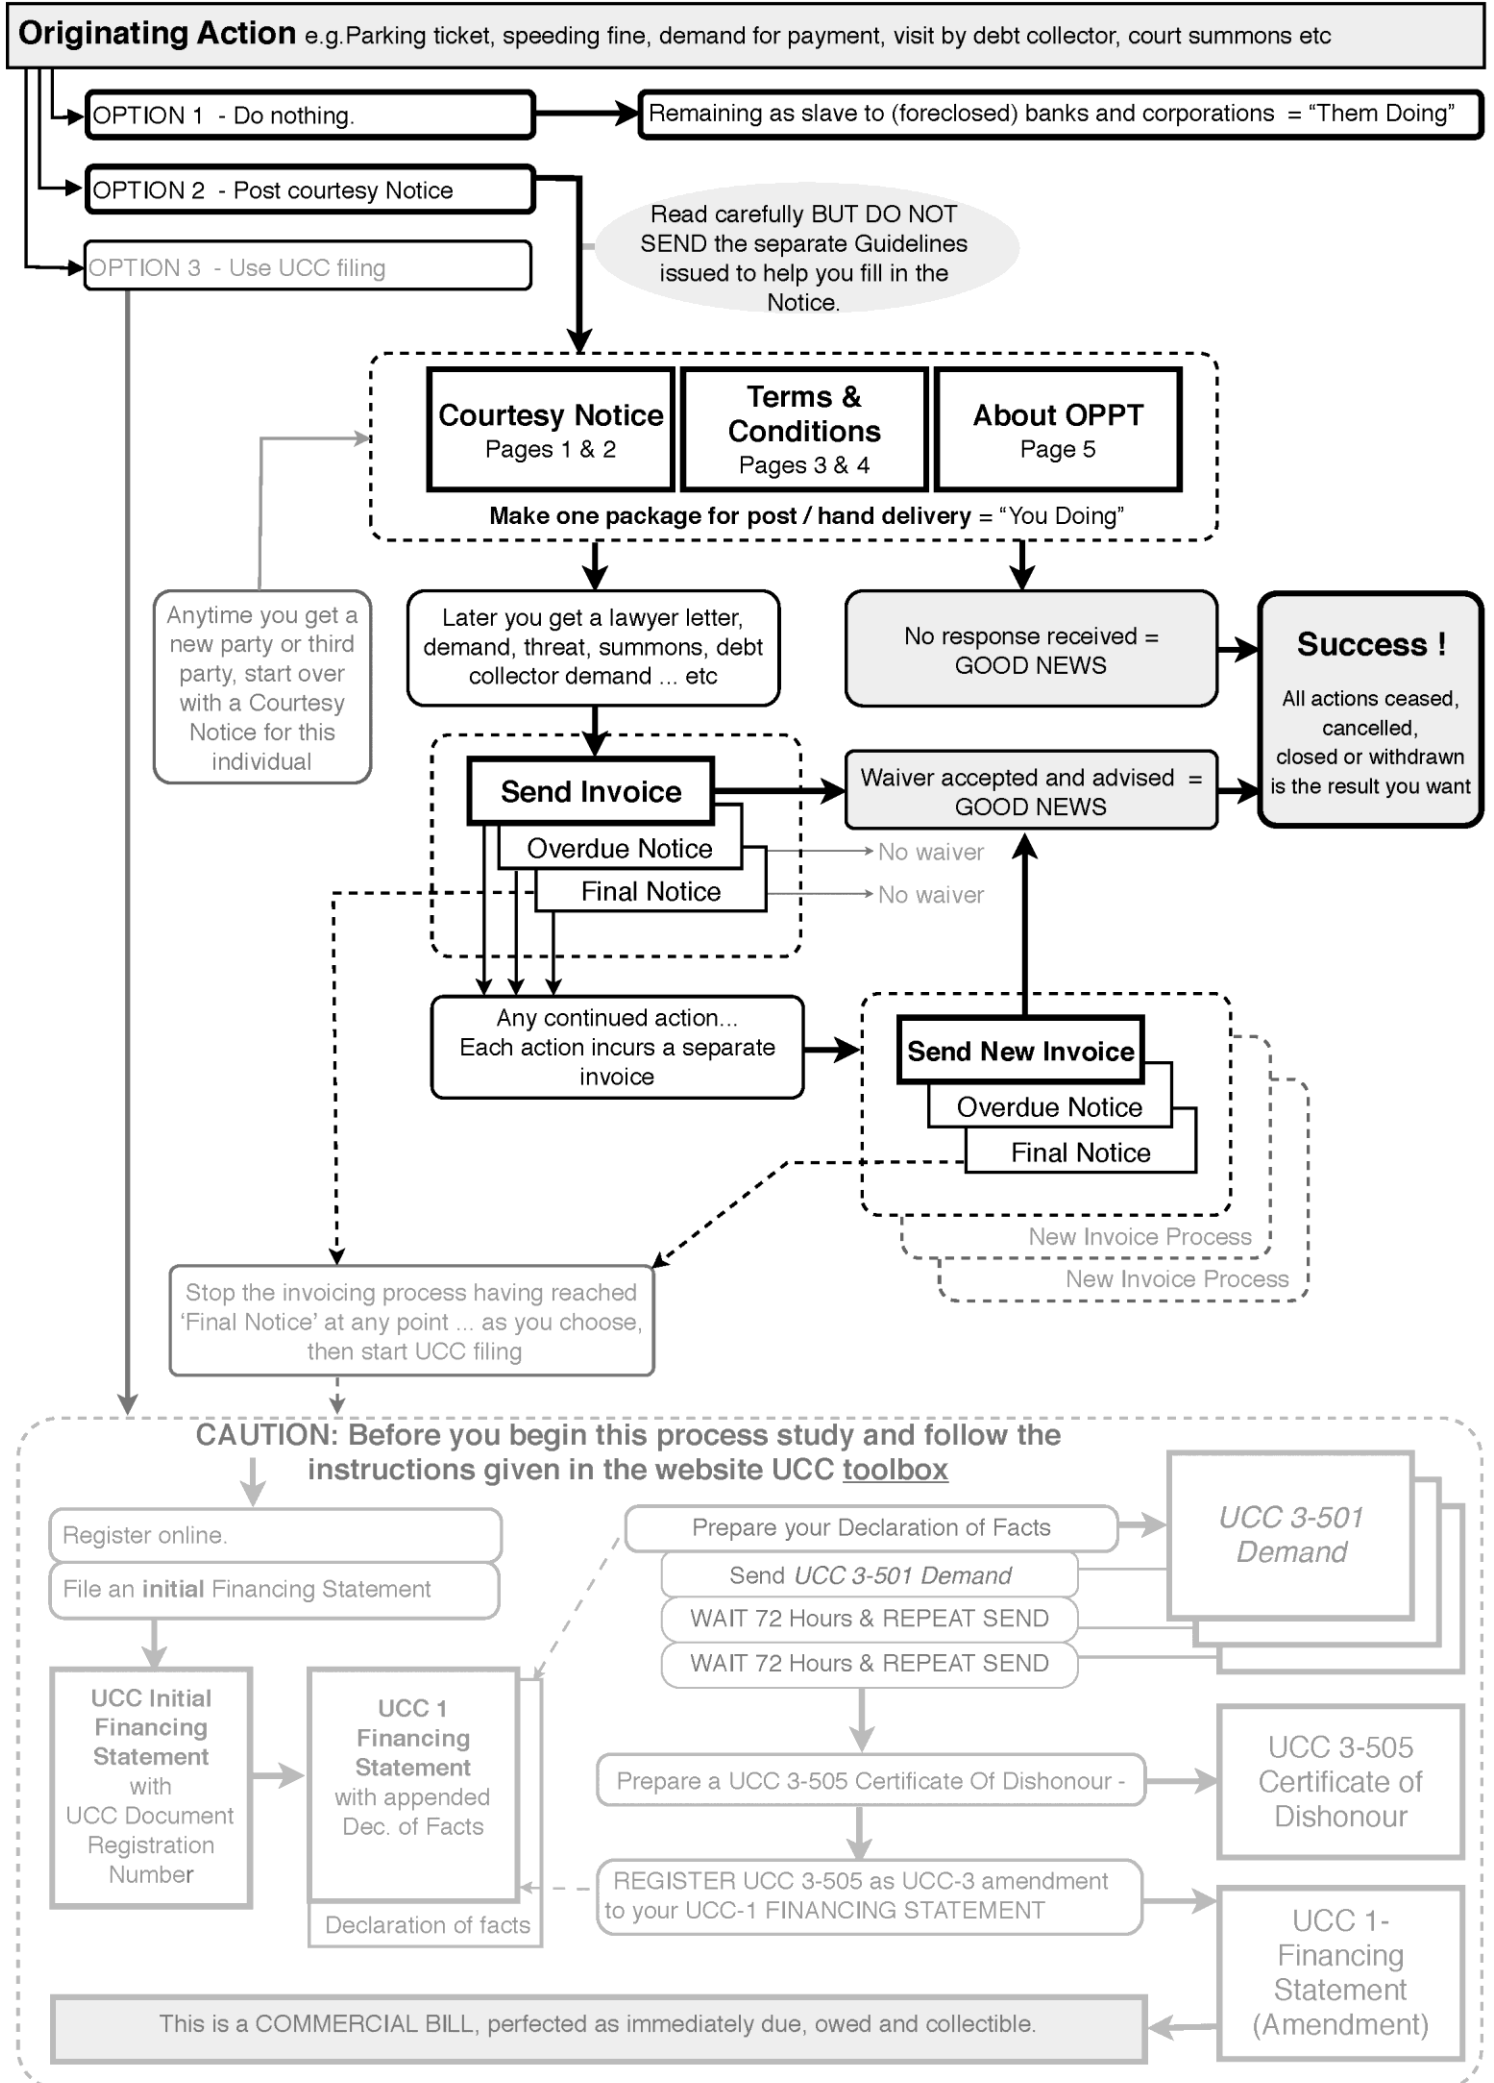 Originating Action e.g.Parking ticket, speeding fine, demand for payment, visit by debt collector, court summons etc
OPTION 1 - Do nothing.
Remaining as slave to (foreclosed) banks and corporations = “Them Doing”
OPTION 2 - Post courtesy Notice
Read carefully BUT DO NOT
SEND the separate Guidelines
issued to help you fill in the
Notice.
OPTION 3 - Use UCC filing
Courtesy Notice
Pages 1 & 2
Terms &
Conditions
Pages 3 & 4
About OPPT
Page 5
Make one package for post / hand delivery = “You Doing”
Anytime you get a
new party or third
party, start over
with a Courtesy
Notice for this
individual
Later you get a lawyer letter,
demand, threat, summons, debt
collector demand ... etc
No response received =
GOOD NEWS
Success !
All actions ceased,
cancelled,
closed or withdrawn
is the result you want
Send Invoice
Overdue Notice
Final Notice
Waiver accepted and advised =
GOOD NEWS
No waiver
No waiver
Any continued action...
Each action incurs a separate
invoice
Send New Invoice
Overdue Notice
Final Notice
New Invoice Process
New Invoice Process
Stop the invoicing process having reached
‘Final Notice’ at any point ... as you choose,
then start UCC filing
CAUTION: Before you begin this process study and follow the
instructions given in the website UCC toolbox
Register online.
File an initial Financing Statement
Prepare your Declaration of Facts
Send UCC 3-501 Demand
WAIT 72 Hours & REPEAT SEND
WAIT 72 Hours & REPEAT SEND
UCC 3-501
Demand
UCC Initial
Financing
Statement
with
UCC Document
Registration
Number
UCC 1
Financing
Statement
with appended
Dec. of Facts
Declaration of facts
Prepare a UCC 3-505 Certificate Of Dishonour -
UCC 3-505
Certificate of
Dishonour
REGISTER UCC 3-505 as UCC-3 amendment
to your UCC-1 FINANCING STATEMENT
UCC 1-
Financing
Statement
(Amendment)
This is a COMMERCIAL BILL, perfected as immediately due, owed and collectible.